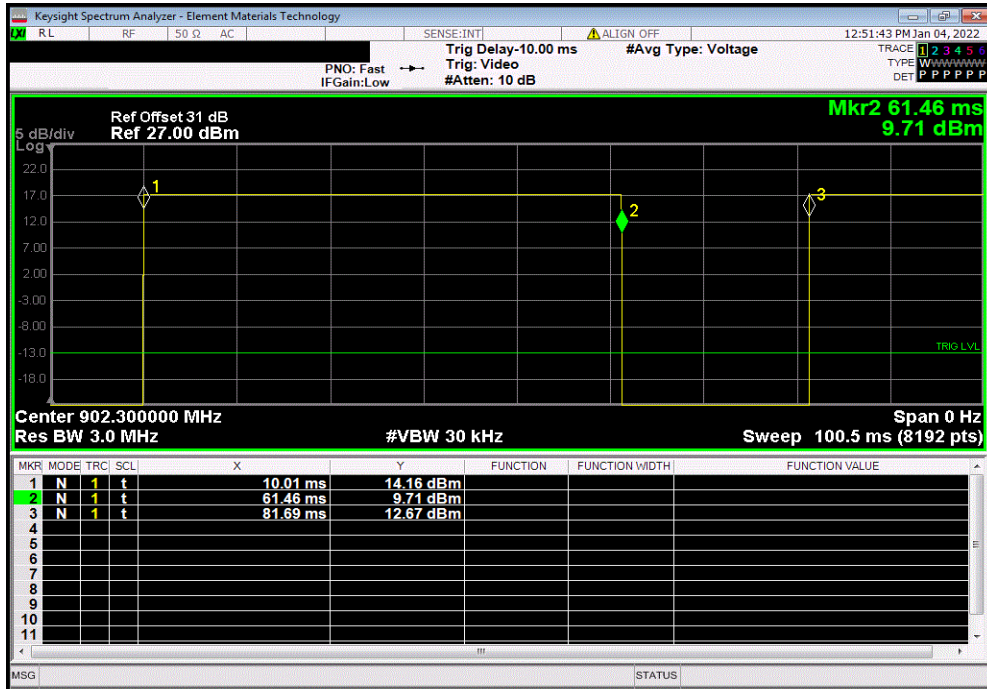 Keysight Spectrum Analyzer - Element Materials Technology
LXI RL RF 50 Ω AC SENSE:INT ALIGN OFF 12:51:43 PM Jan 04, 2022
Trig Delay-10.00 ms #Avg Type: Voltage TRACE 1 2 3 4 5 6
PNO: Fast Trig: Video TYPE WWWWWW
IFGain:Low #Atten: 10 dB DET P P P P P P
Mkr2 61.46 ms
9.71 dBm
Ref Offset 31 dB
5 dB/div Ref 27.00 dBm
Log
22.0
1
17.0
3
2
12.0
7.00
2.00
-3.00
-8.00
-13.0 TRIG LVL
-18.0
Center 902.300000 MHz Span 0 Hz
Res BW 3.0 MHz #VBW 30 kHz Sweep 100.5 ms (8192 pts)
MKR MODE TRC SCL X Y FUNCTION FUNCTION WIDTH FUNCTION VALUE
1 N 1 t 10.01 ms 14.16 dBm
2 N 1 t 61.46 ms 9.71 dBm
3 N 1 t 81.69 ms 12.67 dBm
4
5
6
7
8
9
10
11
MSG STATUS